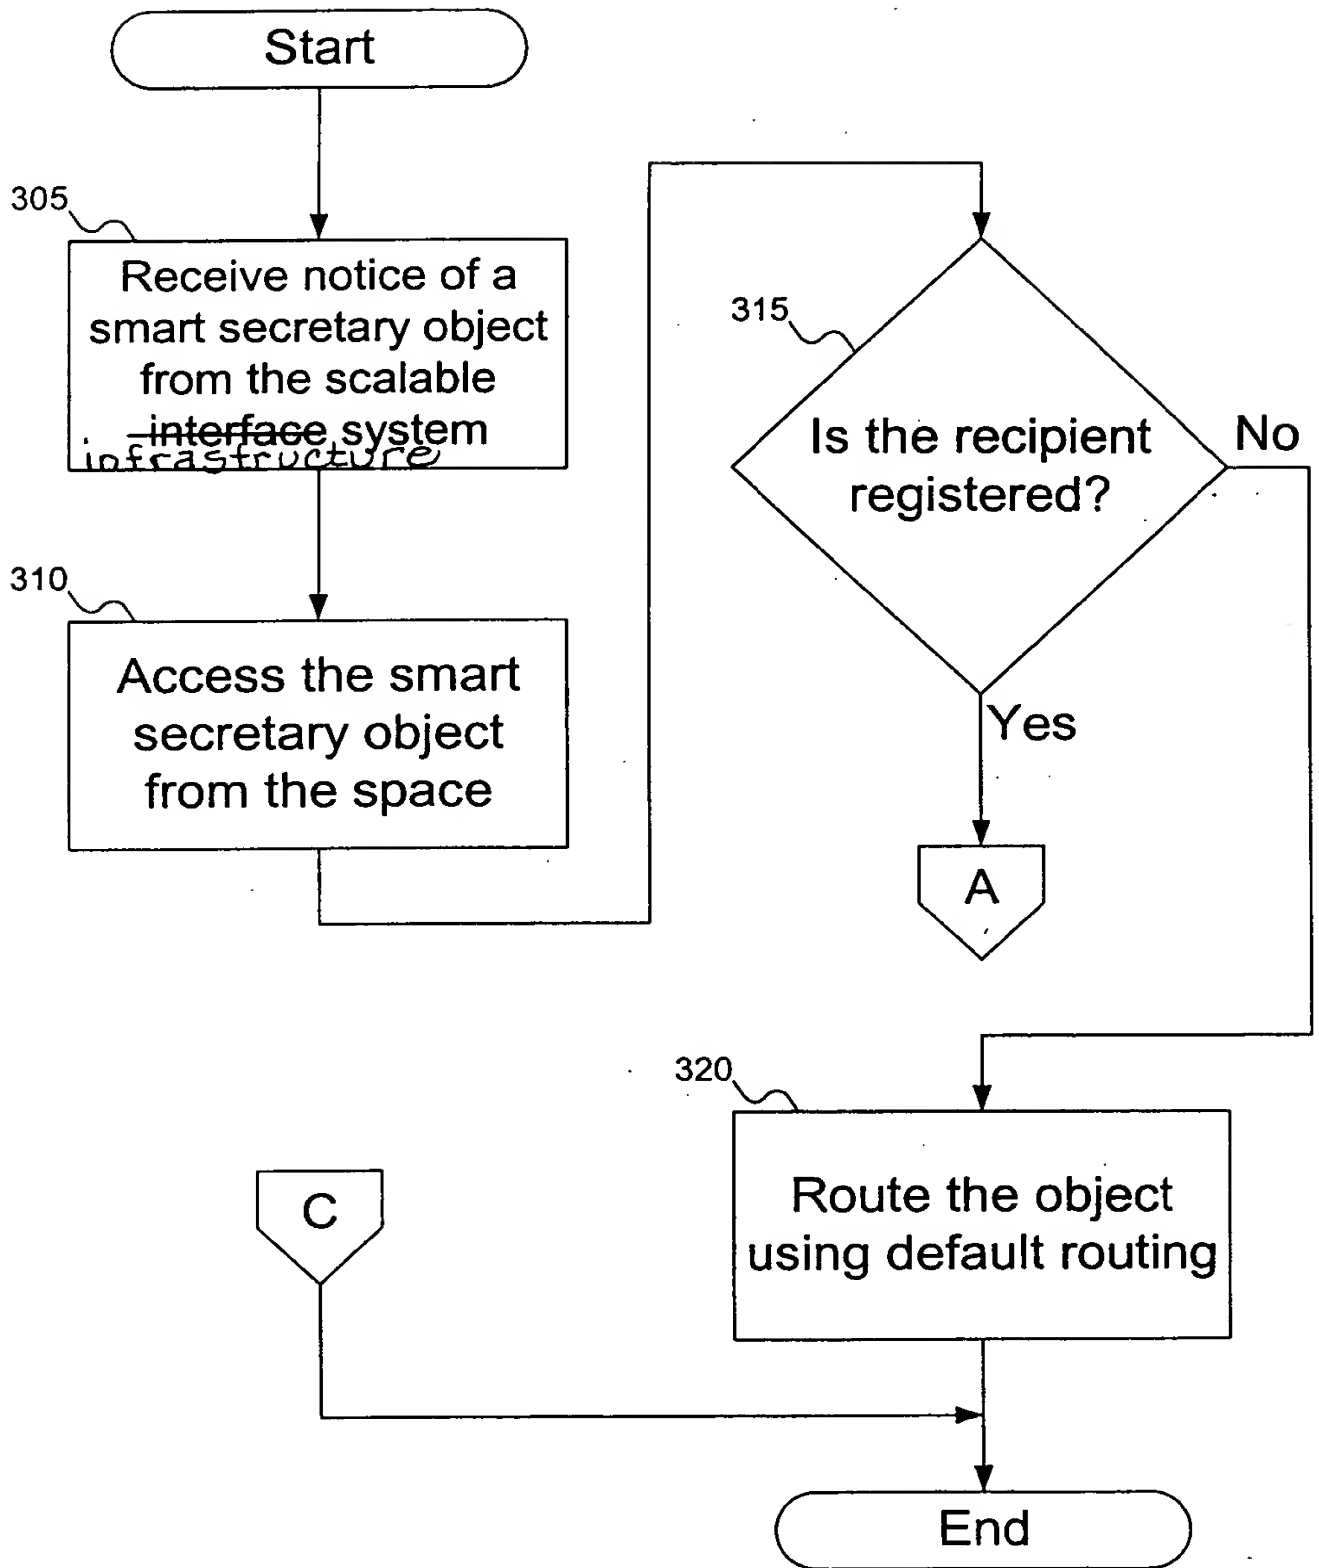 Start
305
Receive notice of a
smart secretary object
from the scalable
interface system
infrastructure
310
Access the smart
secretary object
from the space
315
Is the recipient
registered?
No
Yes
A
320
Route the object
using default routing
C
End